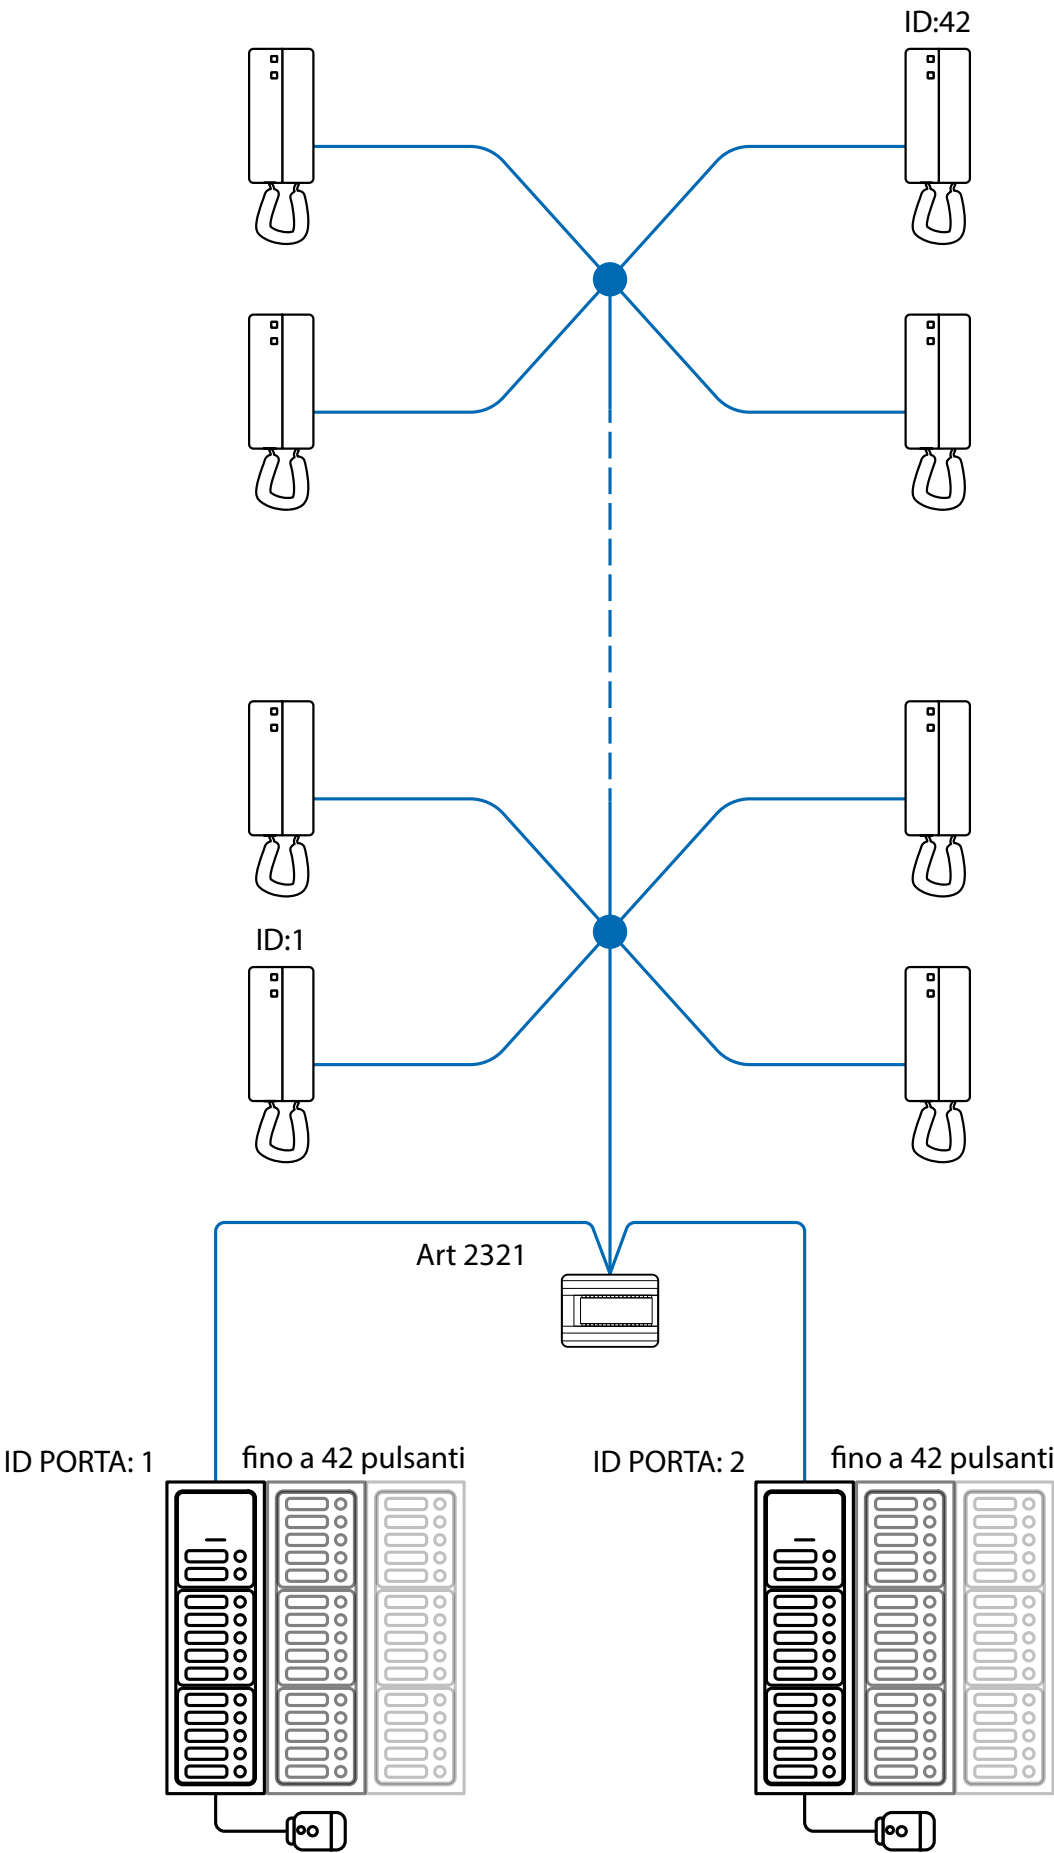 ID:42
ID:1
Art 2321
ID PORTA: 1
fino a 42 pulsanti
ID PORTA: 2
fino a 42 pulsanti